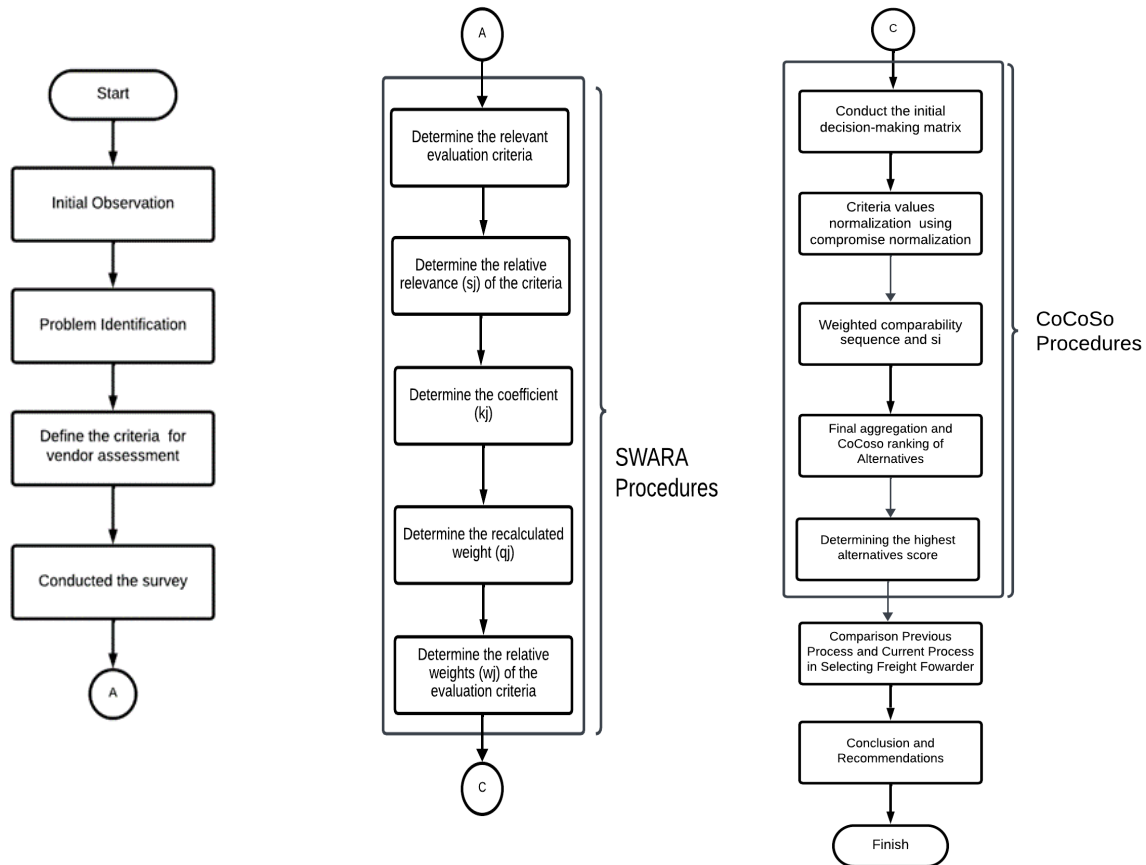 Start
Initial Observation
Problem Identification
Define the criteria for
vendor assessment
Conducted the survey
A
A
Determine the relevant
evaluation criteria
Determine the relative
relevance (sj) of the criteria
Determine the coefficient
(kj)
Determine the recalculated
weight (qj)
Determine the relative
weights (wj) of the
evaluation criteria
C
SWARA
Procedures
C
Conduct the initial
decision-making matrix
Criteria values
normalization using
compromise normalization
Weighted comparability
sequence and si
Final aggregation and
CoCoso ranking of
Alternatives
Determining the highest
alternatives score
CoCoSo
Procedures
Comparison Previous
Process and Current Process
in Selecting Freight Fowarder
Conclusion and
Recommendations
Finish